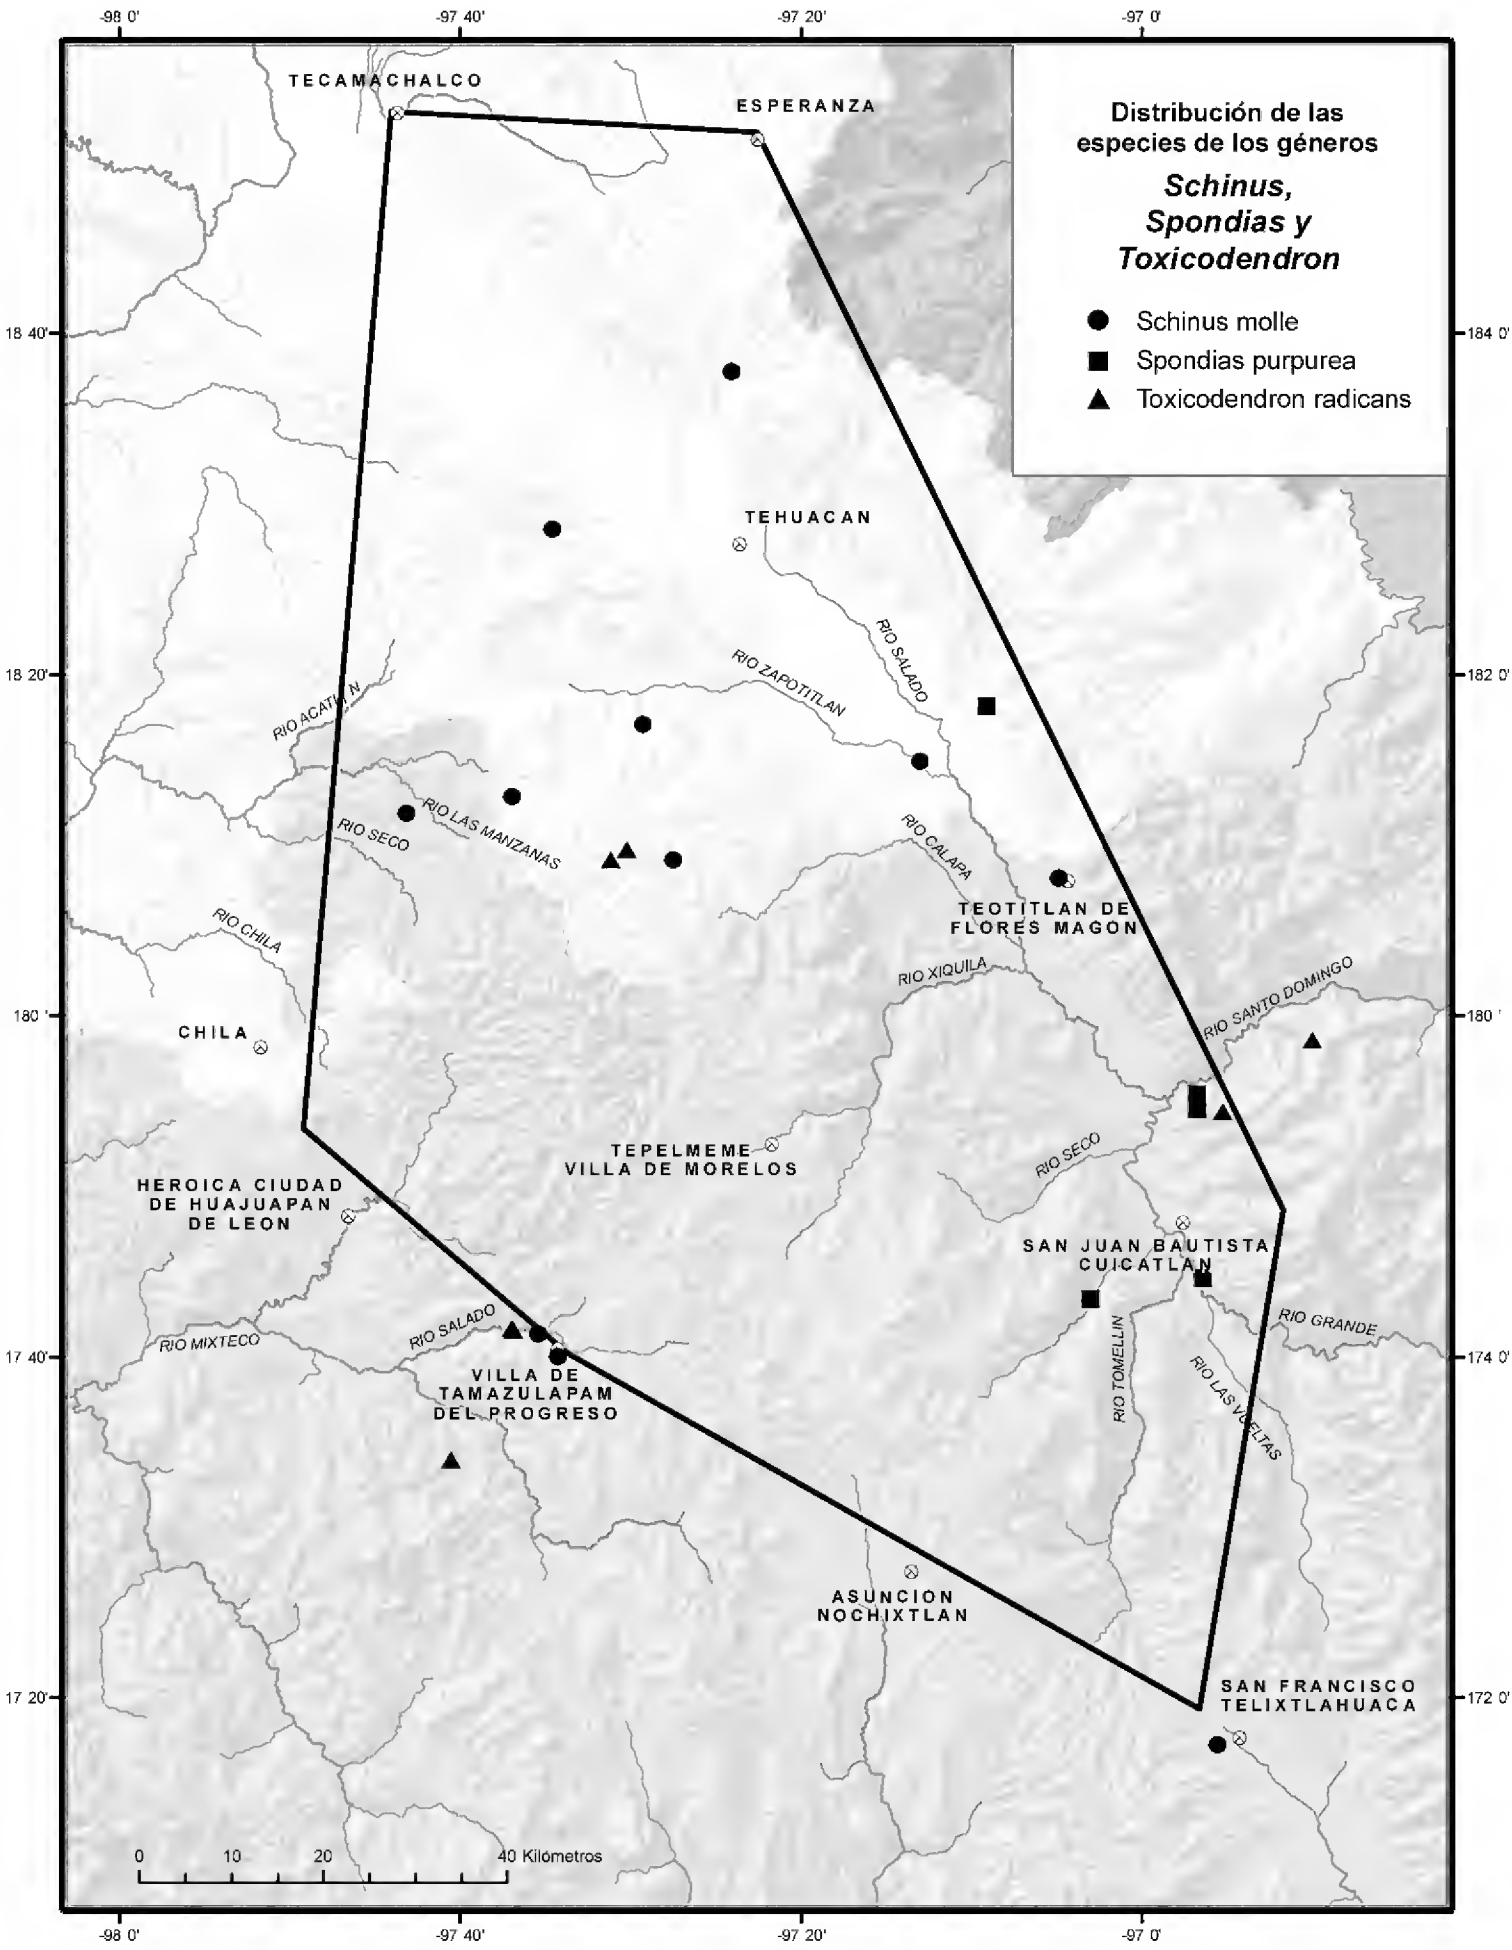 -98 0'
-97 40'
-97 20'
-97 0'
TECAMACHALCO
ESPERANZA
Distribución de las
especies de los géneros
Schinus,
Spondias y
Toxicodendron
Schinus molle
Spondias purpurea
Toxicodendron radicans
18 40'
184 0'
TEHUACAN
RIO SALADO
18 20'
182 0'
RIO ZAPOTITLAN
RIO ACATL N
RIO LAS MANZANAS
RIO SECO
RIO CALAPA
TEOTITLAN DE
FLORES MAGON
RIO CHILA
RIO XIQUILA
RIO SANTO DOMINGO
180 '
180 '
CHILA
TEPELMEME
VILLA DE MORELOS
RIO SECO
HEROICA CIUDAD
DE HUAJUAPAN
DE LEON
SAN JUAN BAUTISTA
CUICATLAN
RIO SALADO
RIO MIXTECO
RIO GRANDE
17 40'
174 0'
RIO TOMELLIN
RIO LAS VUELTAS
VILLA DE
TAMAZULAPAM
DEL PROGRESO
ASUNCION
NOCHIXTLAN
SAN FRANCISCO
TELIXTLAHUACA
17 20'
172 0'
0 10 20 40 Kilómetros
-98 0'
-97 40'
-97 20'
-97 0'